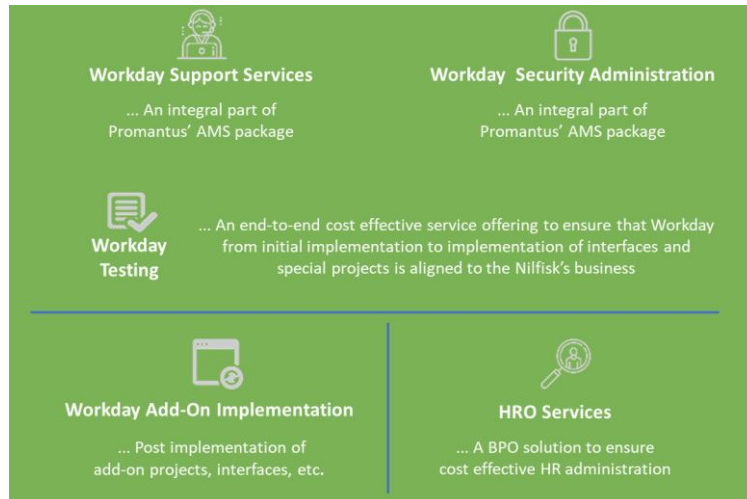 Workday Support Services
... An integral part of
Promantus' AMS package
Workday Security Administration
... An integral part of
Promantus' AMS package
Workday
Testing
... An end-to-end cost effective service offering to ensure that Workday
from initial implementation to implementation of interfaces and
special projects is aligned to the Nilfisk's business
Workday Add-On Implementation
... Post implementation of
add-on projects, interfaces, etc.
HRO Services
... A BPO solution to ensure
cost effective HR administration